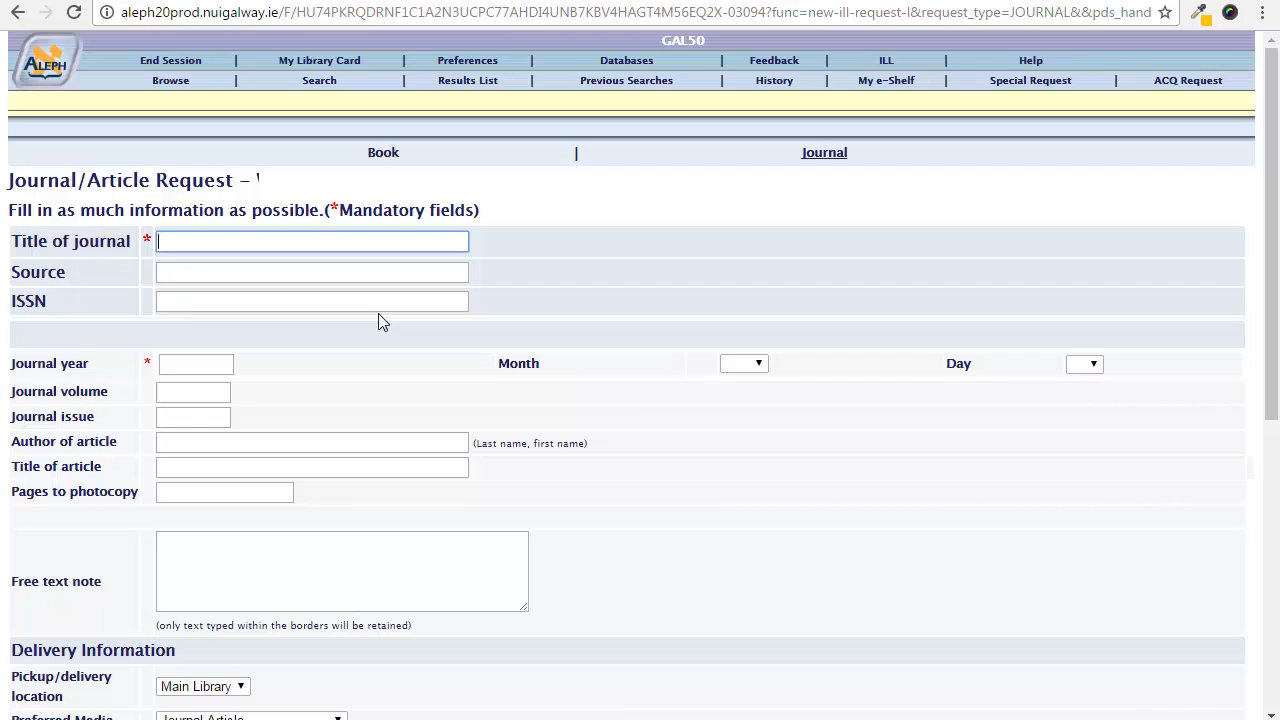 aleph20prod.nuigalway.ie/F/HU74PKRQDRNF1C1A2N3UCPC77AHDI4UNB7KBV4HAGT4M56EQ2X-03094?func=new-ill-request-l&request_type=JOURNAL&&pds_hand
GAL50
ALEPH
End Session | My Library Card | Preferences | Databases | Feedback | ILL | Help
Browse | Search | Results List | Previous Searches | History | My e-Shelf | Special Request | ACQ Request
Book | Journal
Journal/Article Request –
Fill in as much information as possible.(*Mandatory fields)
Title of journal *
Source
ISSN
Journal year * Month Day
Journal volume
Journal issue
Author of article (Last name, first name)
Title of article
Pages to photocopy
Free text note
(only text typed within the borders will be retained)
Delivery Information
Pickup/delivery location Main Library
Preferred Media Journal Article